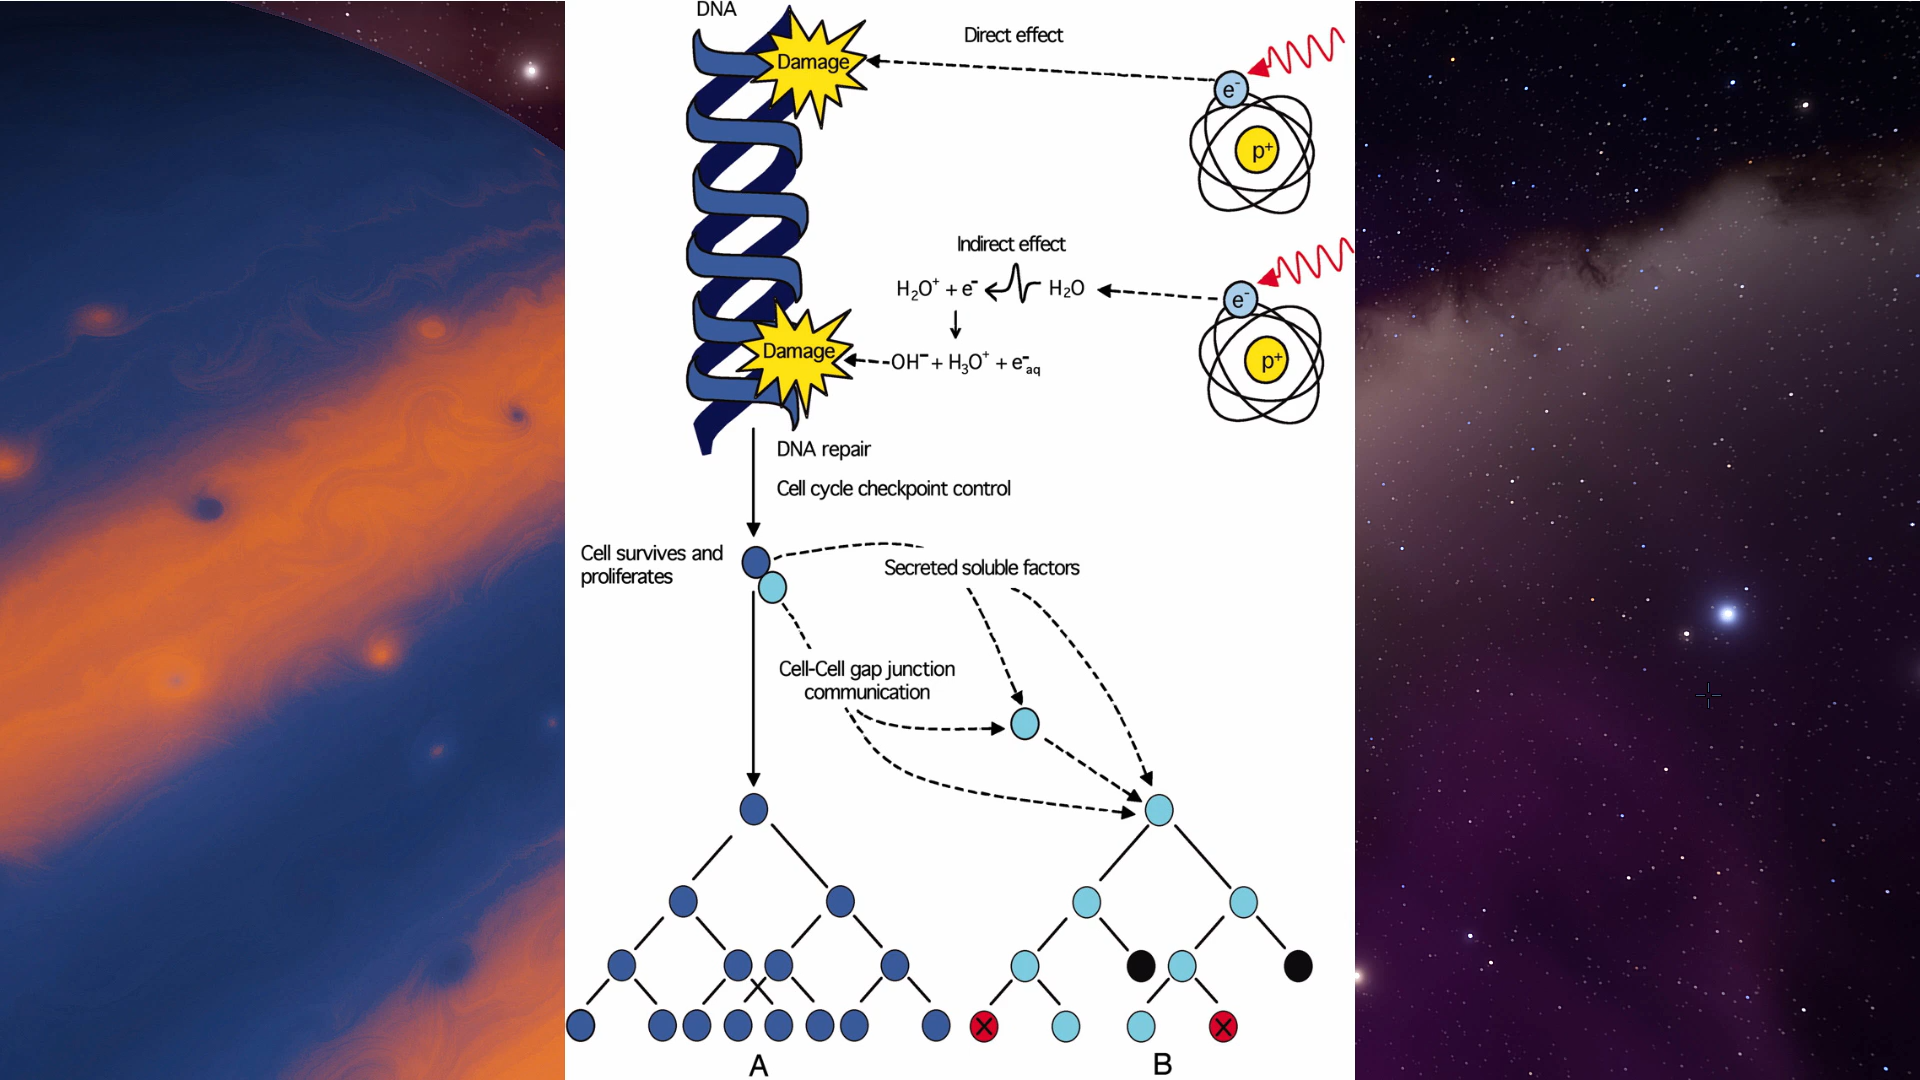 DNA
Damage
Direct effect
e⁻
p⁺
Indirect effect
H₂O⁺ + e⁻
H₂O
e⁻
p⁺
Damage
OH⁻ + H₃O⁺ + e⁻aq
DNA repair
Cell cycle checkpoint control
Cell survives and
proliferates
Secreted soluble factors
Cell-Cell gap junction
communication
A
B